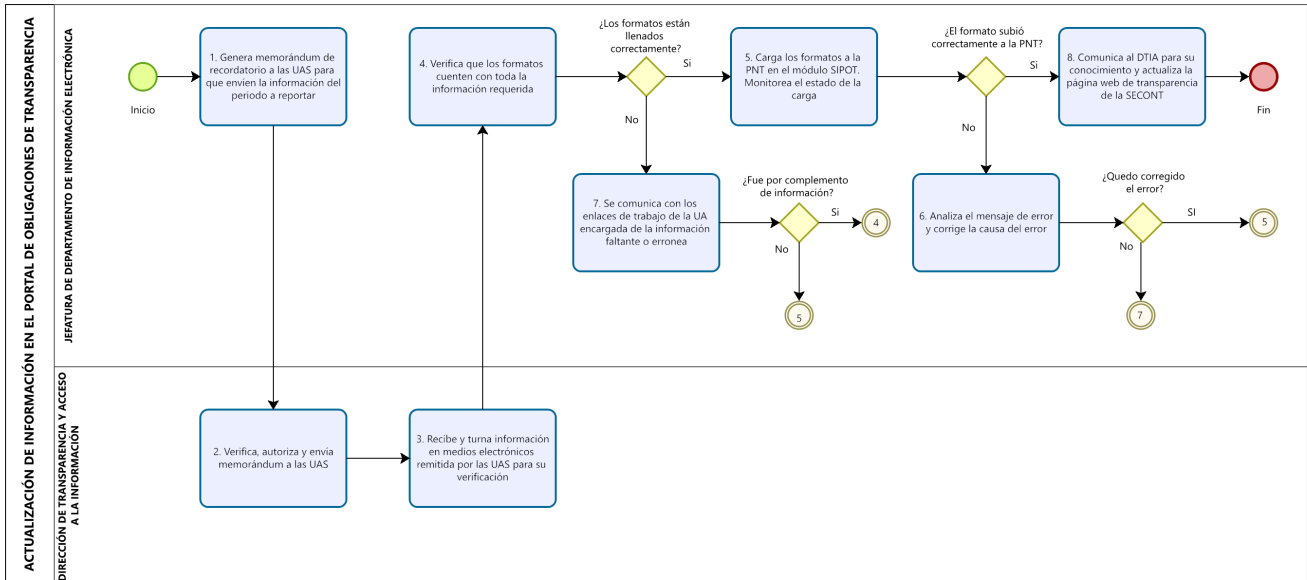 ACTUALIZACIÓN DE INFORMACIÓN EN EL PORTAL DE OBLIGACIONES DE TRANSPARENCIA
JEFATURA DE DEPARTAMENTO DE INFORMACIÓN ELECTRÓNICA
Inicio
1. Genera memorándum de
recordatorio a las UAS para
que envien la información del
periodo a reportar
4. Verifica que los formatos
cuenten con toda la
información requerida
¿Los formatos están
llenados
correctamente?
Si
No
5. Carga los formatos a la
PNT en el módulo SIPOT.
Monitorea el estado de la
carga
¿El formato subió
correctamente a la PNT?
Si
No
8. Comunica al DTIA para su
conocimiento y actualiza la
página web de transparencia
de la SECONT
Fin
7. Se comunica con los
enlaces de trabajo de la UA
encargada de la información
faltante o erronea
¿Fue por complemento
de información?
Si
4
No
5
6. Analiza el mensaje de error
y corrige la causa del error
¿Quedo corregido
el error?
SI
5
No
7
DIRECCIÓN DE TRANSPARENCIA Y ACCESO
A LA INFORMACIÓN
2. Verifica, autoriza y envía
memorándum a las UAS
3. Recibe y turna información
en medios electrónicos
remitida por las UAS para su
verificación